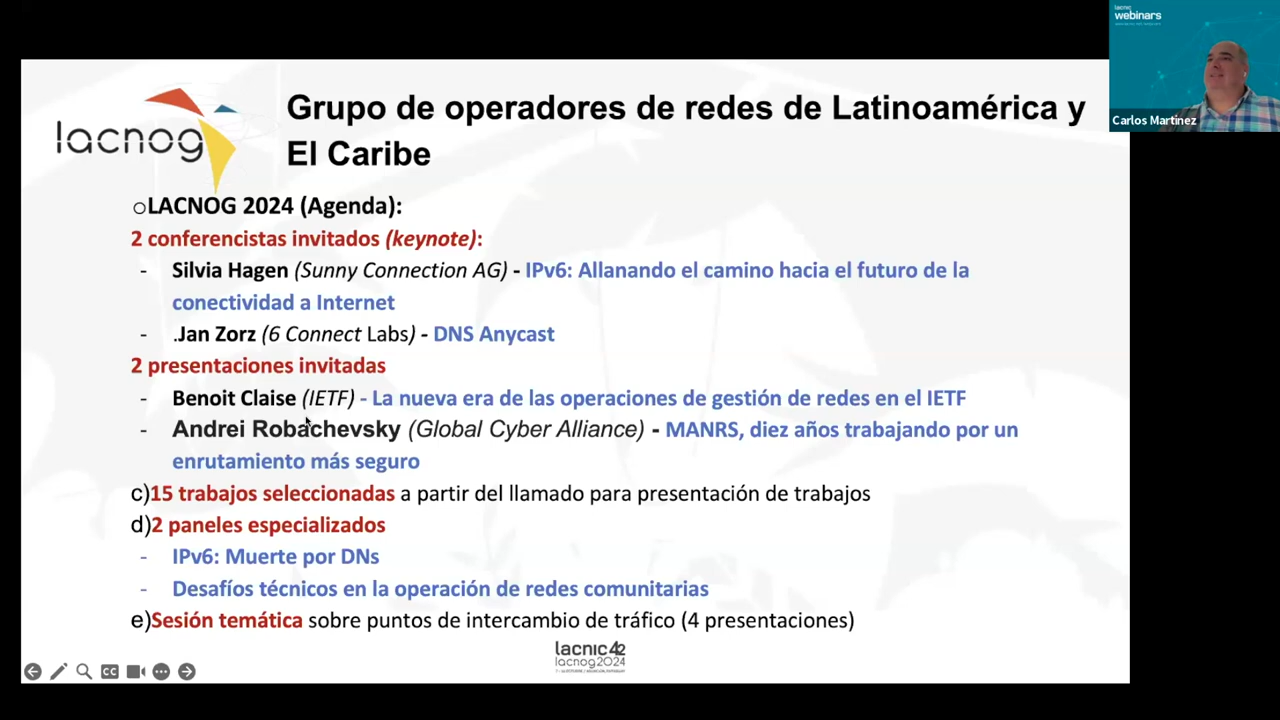 lacnic
webinars
Carlos Martínez
lacnog
Grupo de operadores de redes de Latinoamérica y
El Caribe
oLACNOG 2024 (Agenda):
2 conferencistas invitados (keynote):
- Silvia Hagen (Sunny Connection AG) - IPv6: Allanando el camino hacia el futuro de la
conectividad a Internet
- .Jan Zorz (6 Connect Labs) - DNS Anycast
2 presentaciones invitadas
- Benoit Claise (IETF) - La nueva era de las operaciones de gestión de redes en el IETF
- Andrei Robachevsky (Global Cyber Alliance) - MANRS, diez años trabajando por un
enrutamiento más seguro
c)15 trabajos seleccionadas a partir del llamado para presentación de trabajos
d)2 paneles especializados
- IPv6: Muerte por DNs
- Desafíos técnicos en la operación de redes comunitarias
e)Sesión temática sobre puntos de intercambio de tráfico (4 presentaciones)
lacnic42
lacnog2024
CC